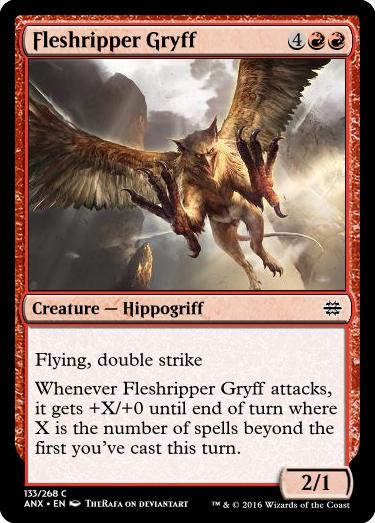 Fleshripper Gryff 4
Creature — Hippogriff
Flying, double strike
Whenever Fleshripper Gryff attacks,
it gets +X/+0 until end of turn where
X is the number of spells beyond the
first you've cast this turn.
133/268 C
ANX • EN TheRafa on deviantart
™ & © 2016 Wizards of the Coast
2/1